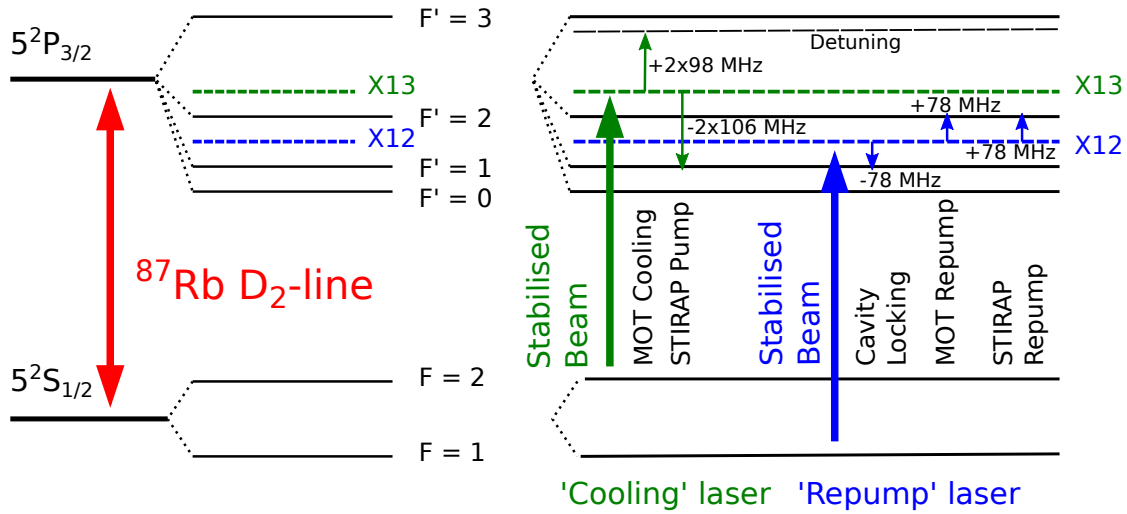 5²P₃/₂
F' = 3
X13
F' = 2
X12
F' = 1
F' = 0
⁸⁷Rb D₂-line
5²S₁/₂
F = 2
F = 1
Detuning
+2x98 MHz
X13
+78 MHz
-2x106 MHz
X12
+78 MHz
-78 MHz
Stabilised
Beam
MOT Cooling
STIRAP Pump
Stabilised
Beam
Cavity
Locking
MOT Repump
STIRAP
Repump
'Cooling' laser
'Repump' laser